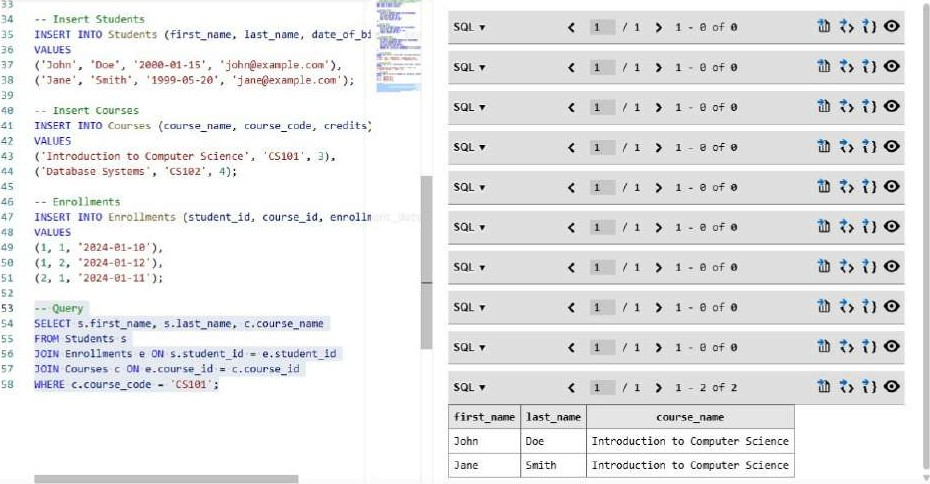 33
34 -- Insert Students
35 INSERT INTO Students (first_name, last_name, date_of_bi
36 VALUES
37 ('John', 'Doe', '2000-01-15', 'john@example.com'),
38 ('Jane', 'Smith', '1999-05-20', 'jane@example.com');
39
40 -- Insert Courses
41 INSERT INTO Courses (course_name, course_code, credits)
42 VALUES
43 ('Introduction to Computer Science', 'CS101', 3),
44 ('Database Systems', 'CS102', 4);
45
46 -- Enrollments
47 INSERT INTO Enrollments (student_id, course_id, enrollment_date
48 VALUES
49 (1, 1, '2024-01-10'),
50 (1, 2, '2024-01-12'),
51 (2, 1, '2024-01-11');
52
53 -- Query
54 SELECT s.first_name, s.last_name, c.course_name
55 FROM Students s
56 JOIN Enrollments e ON s.student_id = e.student_id
57 JOIN Courses c ON e.course_id = c.course_id
58 WHERE c.course_code = 'CS101';
SQL ▾ < 1 / 1 > 1 - 0 of 0
SQL ▾ < 1 / 1 > 1 - 0 of 0
SQL ▾ < 1 / 1 > 1 - 0 of 0
SQL ▾ < 1 / 1 > 1 - 0 of 0
SQL ▾ < 1 / 1 > 1 - 0 of 0
SQL ▾ < 1 / 1 > 1 - 0 of 0
SQL ▾ < 1 / 1 > 1 - 0 of 0
SQL ▾ < 1 / 1 > 1 - 0 of 0
SQL ▾ < 1 / 1 > 1 - 0 of 0
SQL ▾ < 1 / 1 > 1 - 2 of 2
first_name last_name course_name
John Doe Introduction to Computer Science
Jane Smith Introduction to Computer Science